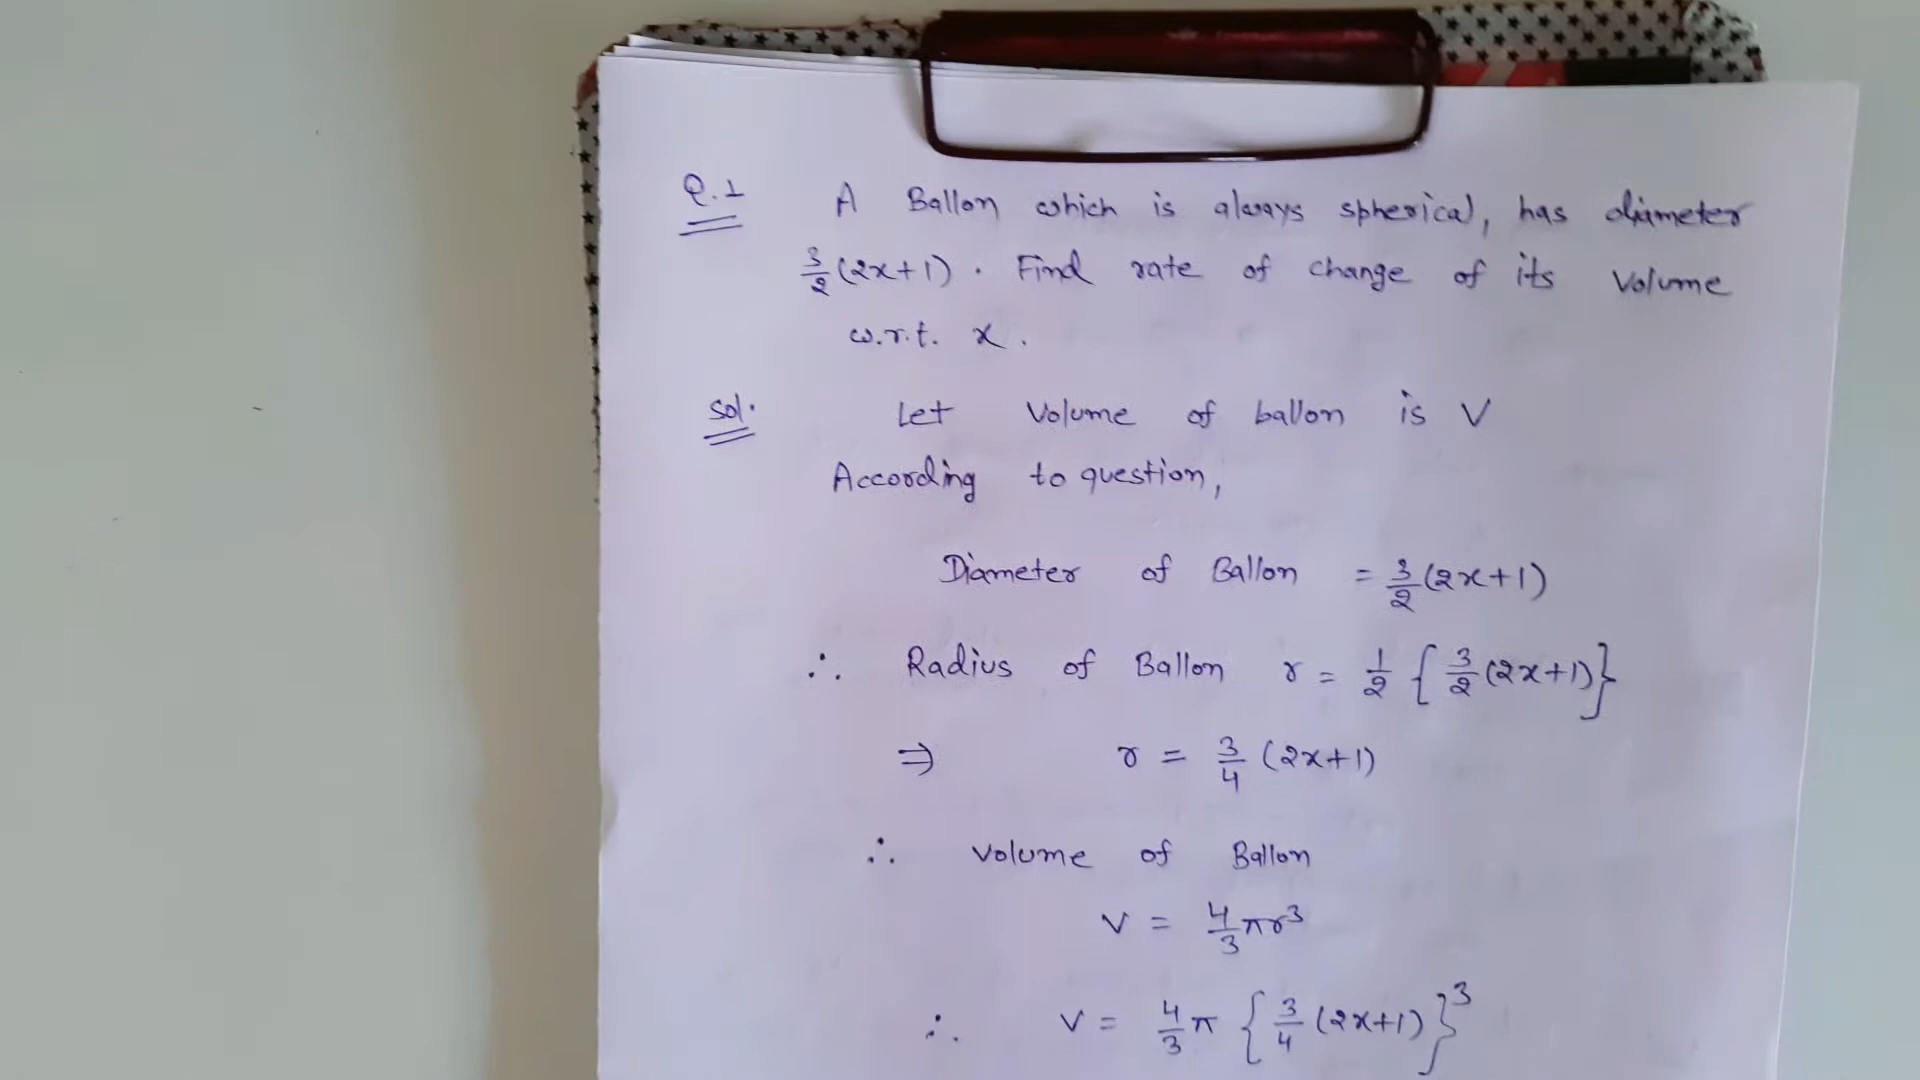 Q.1 A Ballon which is always spherical, has diameter
3/2 (2x+1). Find rate of change of its Volume
w.r.t. x.
Sol. Let Volume of ballon is V
According to question,
Diameter of Ballon = 3/2 (2x+1)
∴ Radius of Ballon r = 1/2 { 3/2 (2x+1)}
⇒ r = 3/4 (2x+1)
∴ Volume of Ballon
V = 4/3 πr³
∴ V = 4/3 π { 3/4 (2x+1) }³